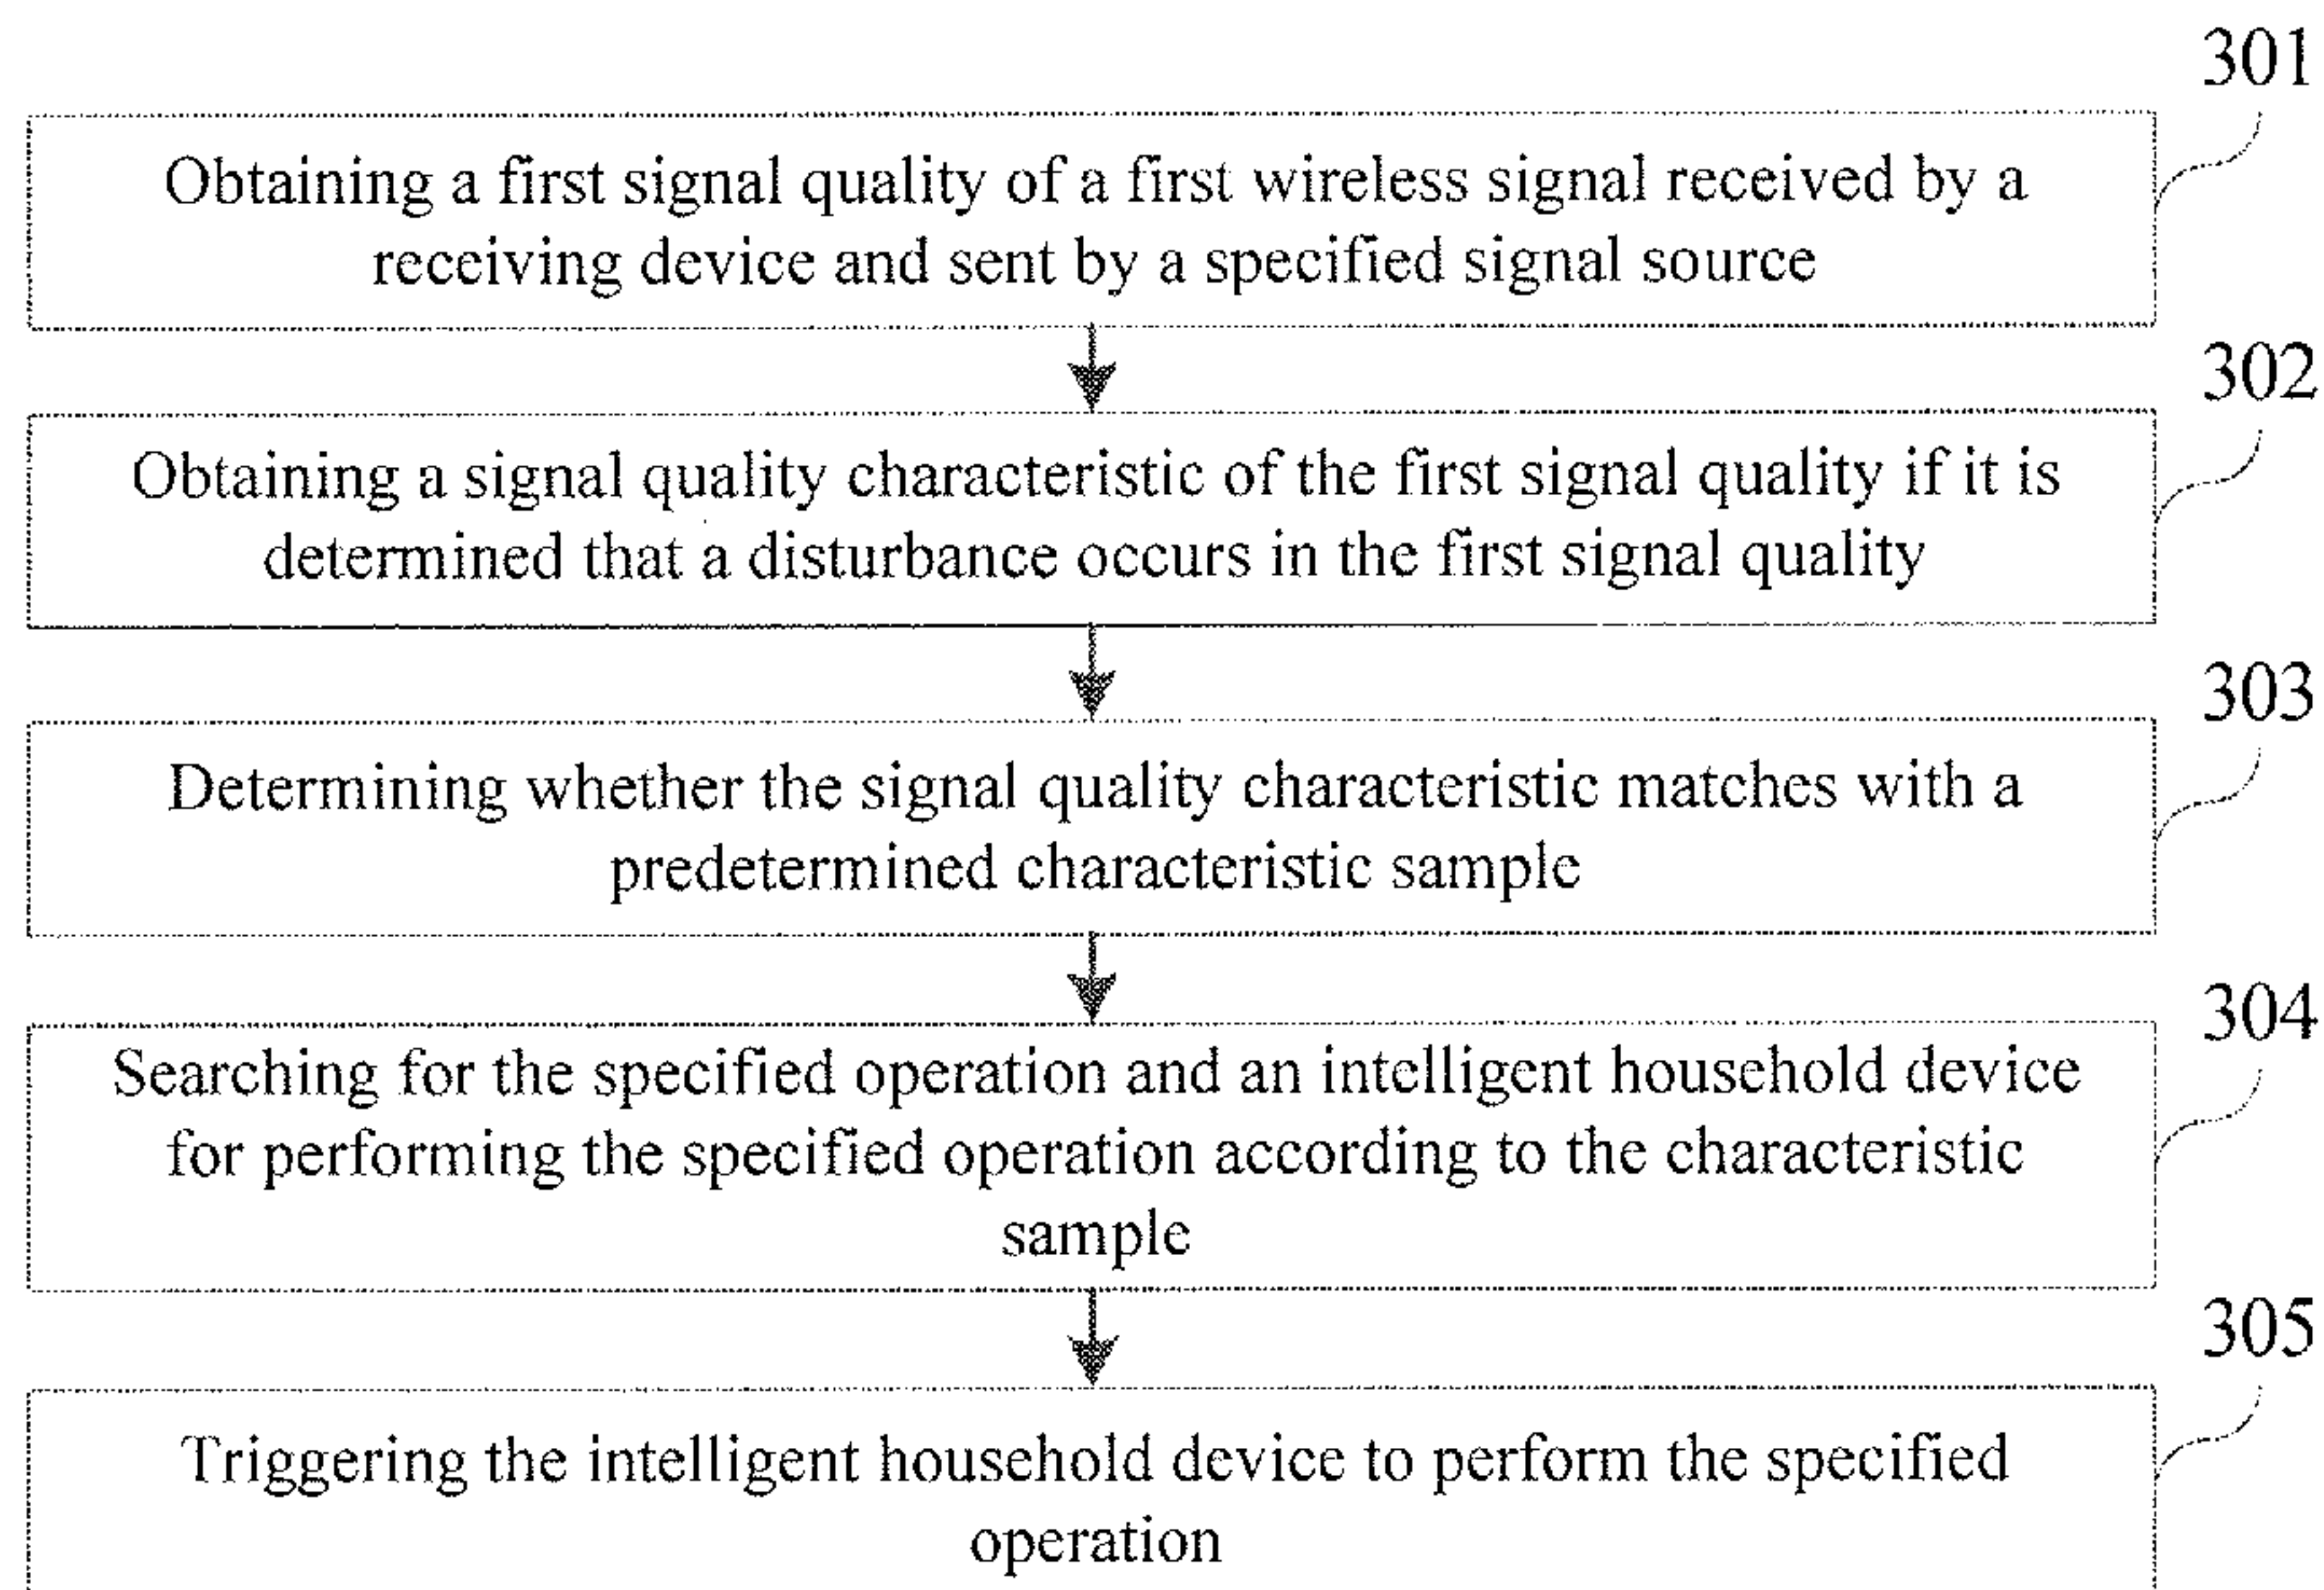 301
Obtaining a first signal quality of a first wireless signal received by a
receiving device and sent by a specified signal source
302
Obtaining a signal quality characteristic of the first signal quality if it is
determined that a disturbance occurs in the first signal quality
303
Determining whether the signal quality characteristic matches with a
predetermined characteristic sample
304
Searching for the specified operation and an intelligent household device
for performing the specified operation according to the characteristic
sample
305
Triggering the intelligent household device to perform the specified
operation